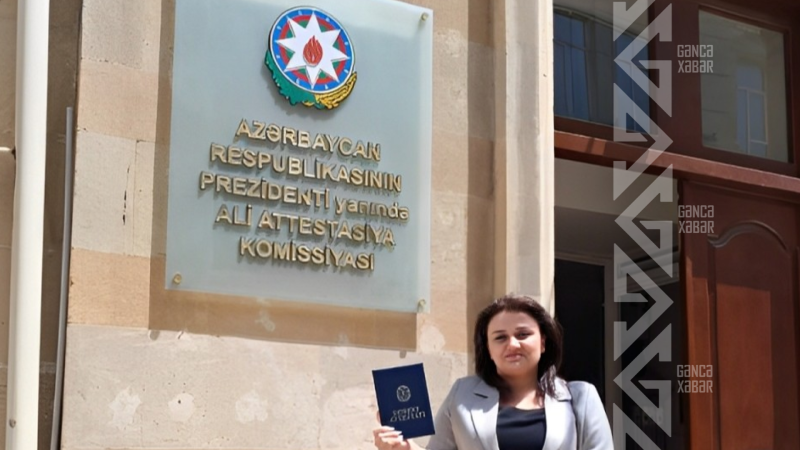 AZƏRBAYCAN
RESPUBLİKASININ
PREZİDENTİ yanında
ALİ ATTESTASİYA
KOMİSSİYASI
GƏNCƏ
XƏBƏR
GƏNCƏ
XƏBƏR
GƏNCƏ
XƏBƏR